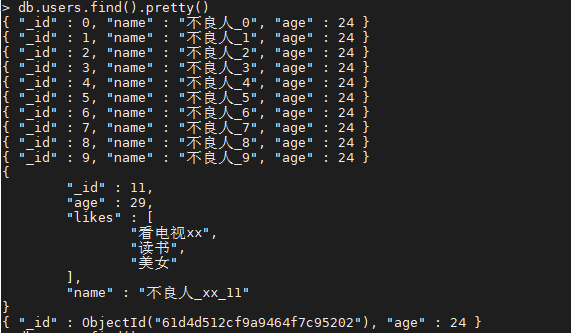 > db.users.find().pretty()
{ "_id" : 0, "name" : "不良人_0", "age" : 24 }
{ "_id" : 1, "name" : "不良人_1", "age" : 24 }
{ "_id" : 2, "name" : "不良人_2", "age" : 24 }
{ "_id" : 3, "name" : "不良人_3", "age" : 24 }
{ "_id" : 4, "name" : "不良人_4", "age" : 24 }
{ "_id" : 5, "name" : "不良人_5", "age" : 24 }
{ "_id" : 6, "name" : "不良人_6", "age" : 24 }
{ "_id" : 7, "name" : "不良人_7", "age" : 24 }
{ "_id" : 8, "name" : "不良人_8", "age" : 24 }
{ "_id" : 9, "name" : "不良人_9", "age" : 24 }
{
"_id" : 11,
"age" : 29,
"likes" : [
"看电视xx",
"读书",
"美女"
],
"name" : "不良人_xx_11"
}
{ "_id" : ObjectId("61d4d512cf9a9464f7c95202"), "age" : 24 }